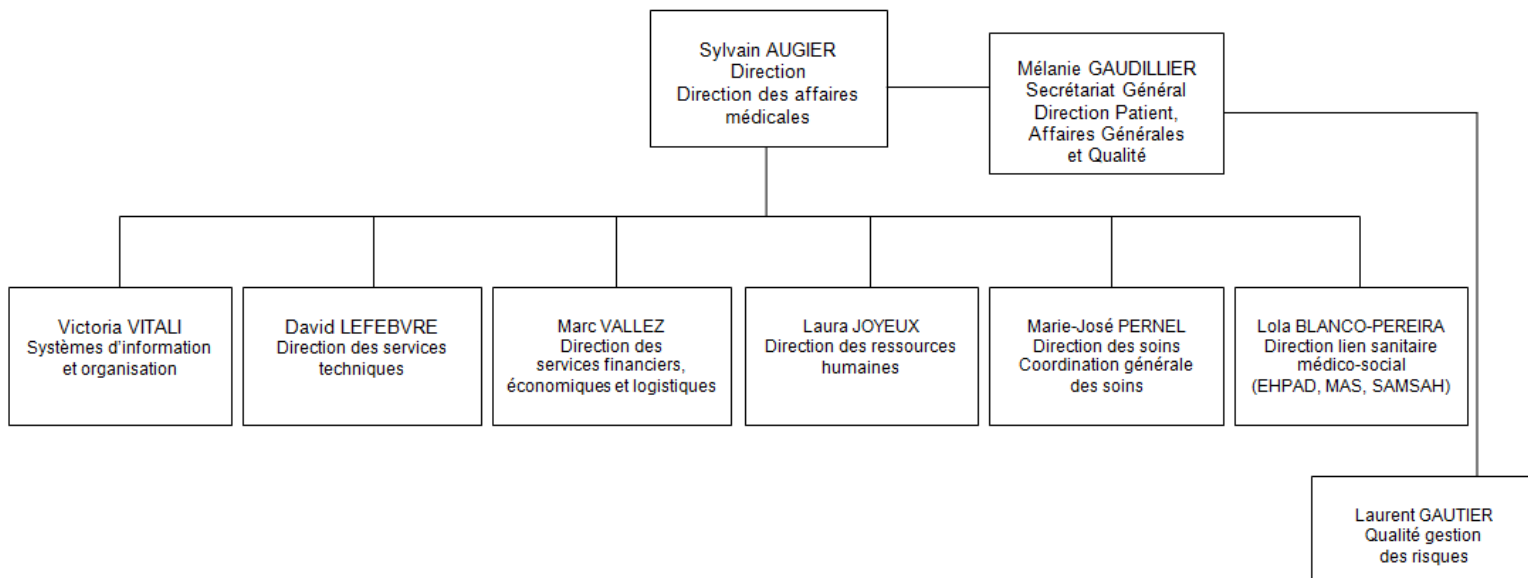 Sylvain AUGIER
Direction
Direction des affaires
médicales
Mélanie GAUDILLIER
Secrétariat Général
Direction Patient,
Affaires Générales
et Qualité
Victoria VITALI
Systèmes d'information
et organisation
David LEFEBVRE
Direction des services
techniques
Marc VALLEZ
Direction des
services financiers,
économiques et logistiques
Laura JOYEUX
Direction des ressources
humaines
Marie-José PERNEL
Direction des soins
Coordination générale
des soins
Lola BLANCO-PEREIRA
Direction lien sanitaire
médico-social
(EHPAD, MAS, SAMSAH)
Laurent GAUTIER
Qualité gestion
des risques